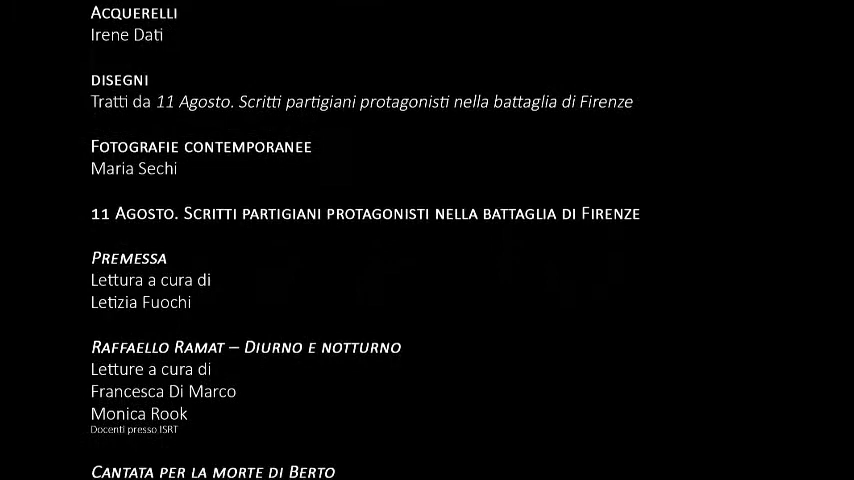 Acquerelli
Irene Dati
disegni
Tratti da 11 Agosto. Scritti partigiani protagonisti nella battaglia di Firenze
Fotografie contemporanee
Maria Sechi
11 Agosto. Scritti partigiani protagonisti nella battaglia di Firenze
Premessa
Lettura a cura di
Letizia Fuochi
Raffaello Ramat – Diurno e notturno
Letture a cura di
Francesca Di Marco
Monica Rook
Docenti presso ISRT
Cantata per la morte di Berto